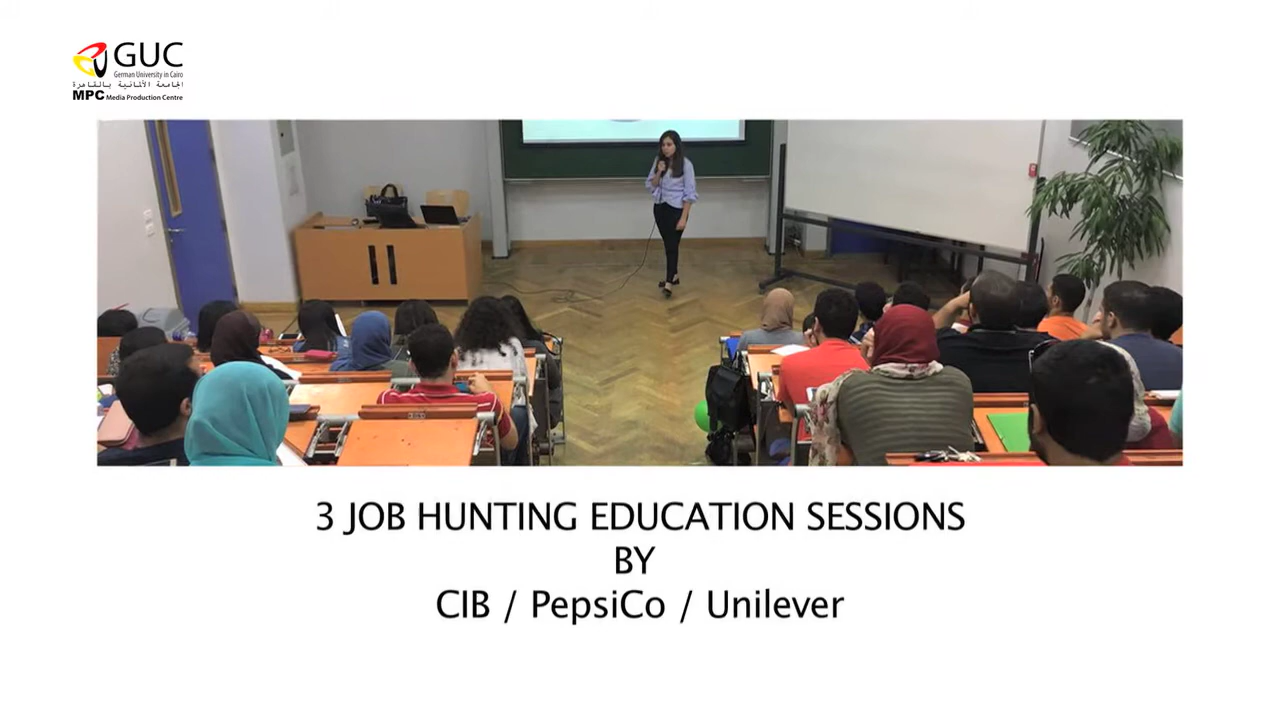 GUC
German University in Cairo
الجامعة الألمانية بالقاهرة
MPC Media Production Centre
3 JOB HUNTING EDUCATION SESSIONS
BY
CIB / PepsiCo / Unilever